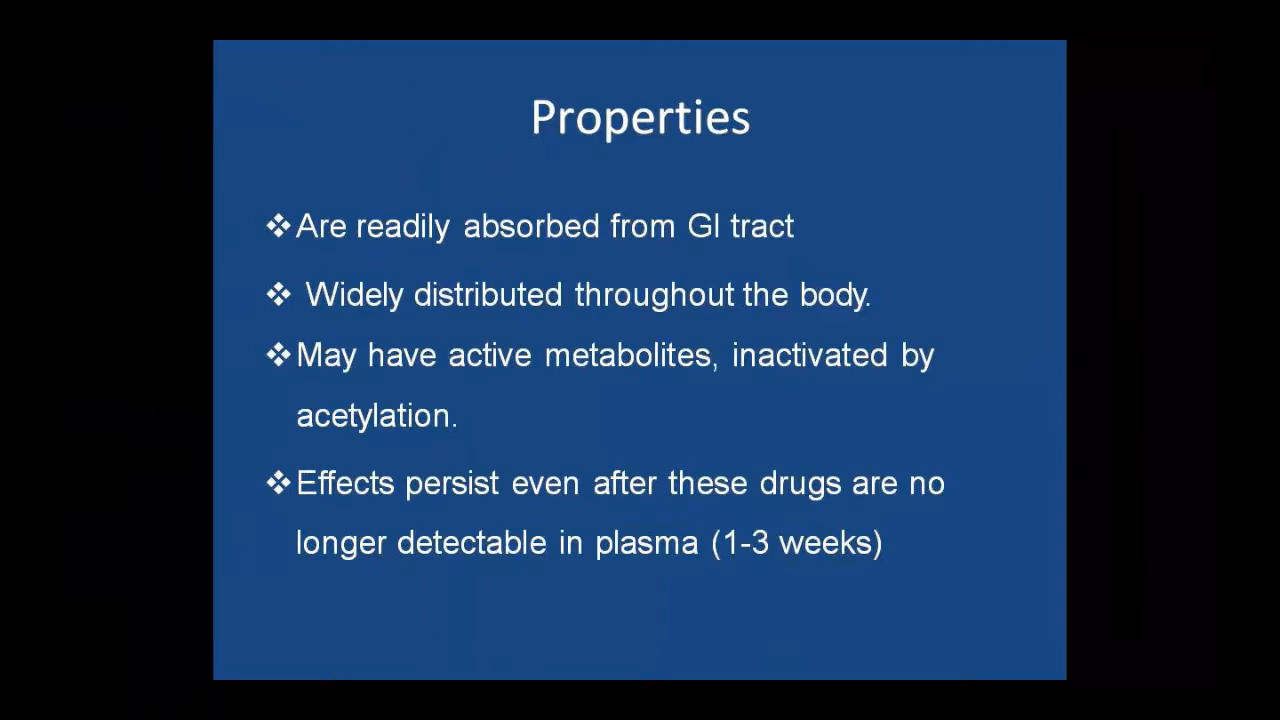 Properties
❖Are readily absorbed from GI tract
❖ Widely distributed throughout the body.
❖May have active metabolites, inactivated by
acetylation.
❖Effects persist even after these drugs are no
longer detectable in plasma (1-3 weeks)